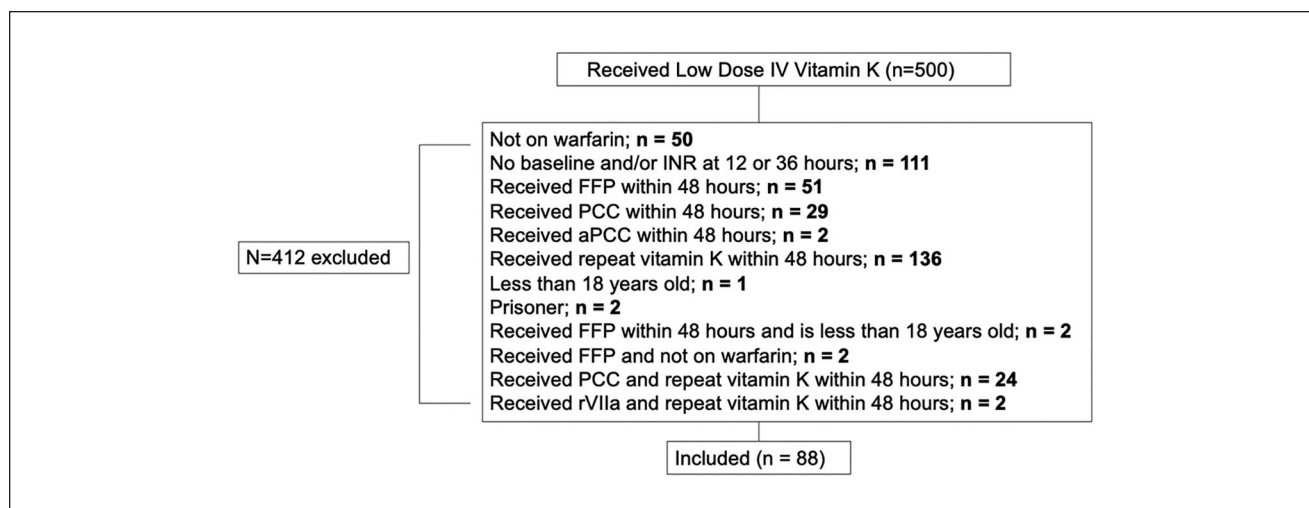 Received Low Dose IV Vitamin K (n=500)
Not on warfarin; n = 50
No baseline and/or INR at 12 or 36 hours; n = 111
Received FFP within 48 hours; n = 51
Received PCC within 48 hours; n = 29
Received aPCC within 48 hours; n = 2
N=412 excluded
Received repeat vitamin K within 48 hours; n = 136
Less than 18 years old; n = 1
Prisoner; n = 2
Received FFP within 48 hours and is less than 18 years old; n = 2
Received FFP and not on warfarin; n = 2
Received PCC and repeat vitamin K within 48 hours; n = 24
Received rVIIa and repeat vitamin K within 48 hours; n = 2
Included (n = 88)